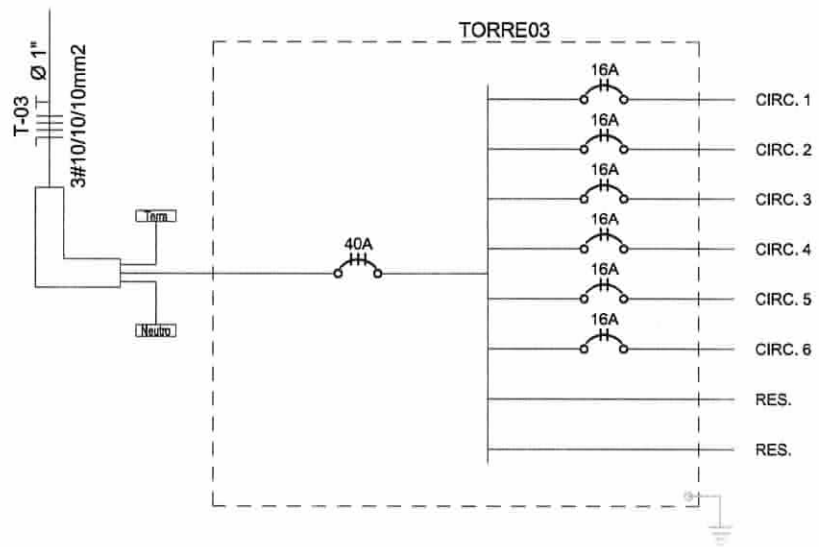 TORRE03
T-03
Ø 1"
3#10/10/10mm2
Terra
Neutro
40A
16A
CIRC. 1
16A
CIRC. 2
16A
CIRC. 3
16A
CIRC. 4
16A
CIRC. 5
16A
CIRC. 6
RES.
RES.